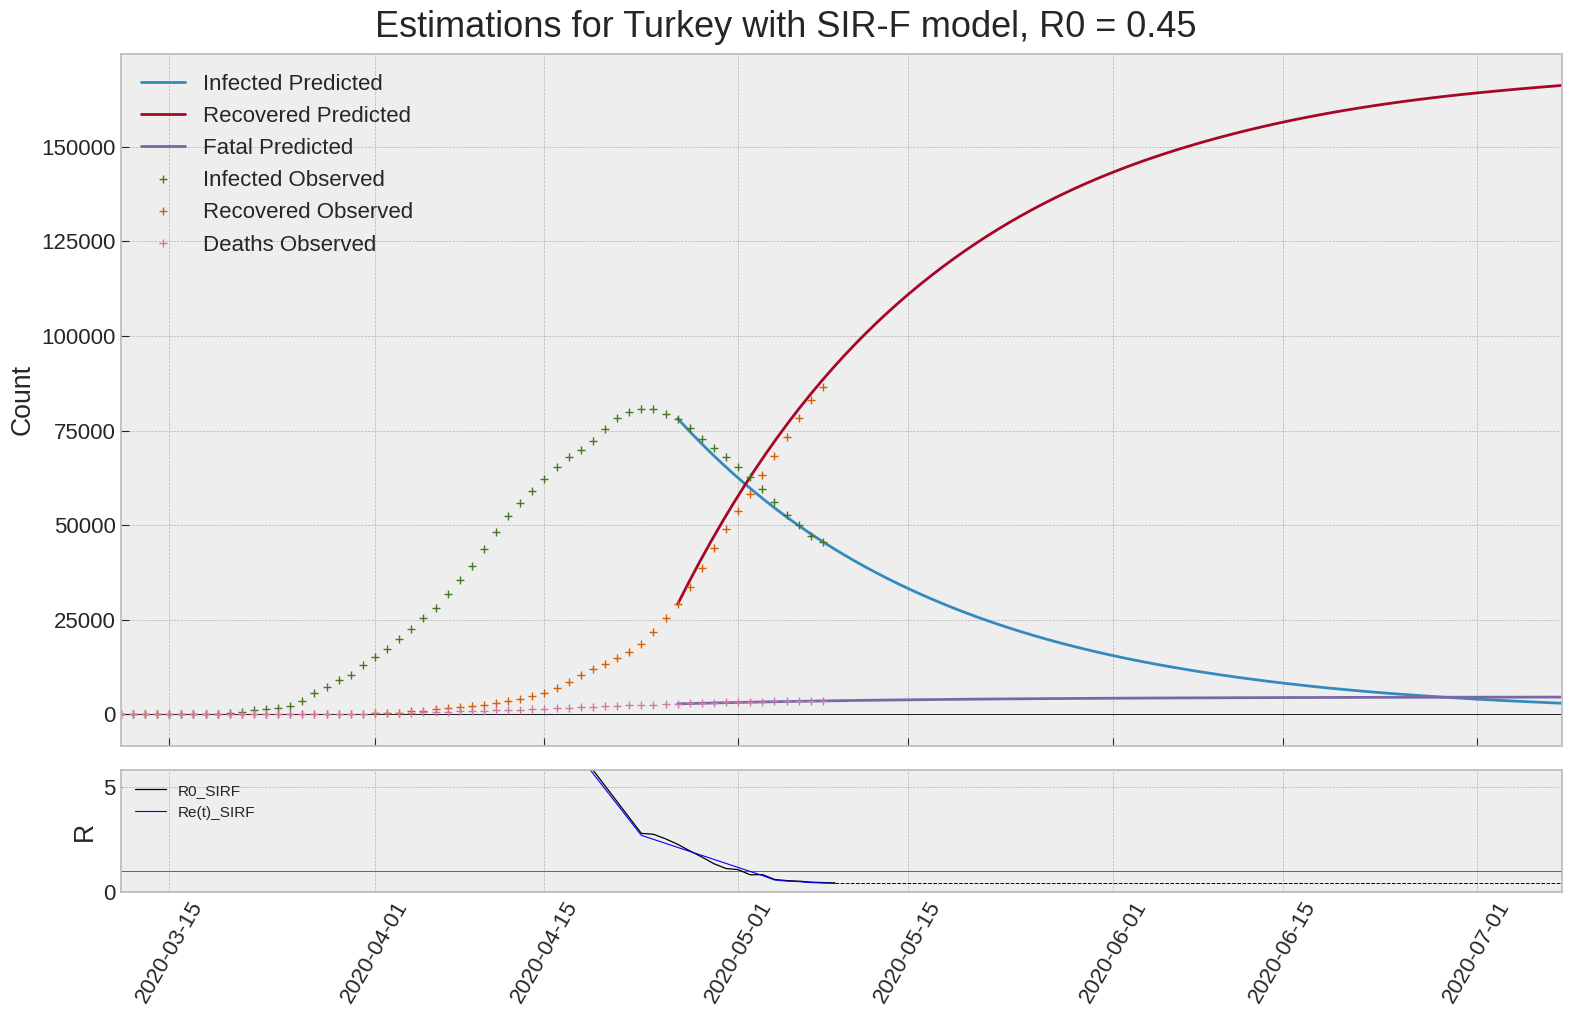 Estimations for Turkey with SIR-F model, R0 = 0.45
Infected Predicted
Recovered Predicted
Fatal Predicted
Infected Observed
Recovered Observed
Deaths Observed
150000
125000
100000
75000
50000
25000
0
Count
R0_SIRF
Re(t)_SIRF
5
0
R
2020-03-15
2020-04-01
2020-04-15
2020-05-01
2020-05-15
2020-06-01
2020-06-15
2020-07-01